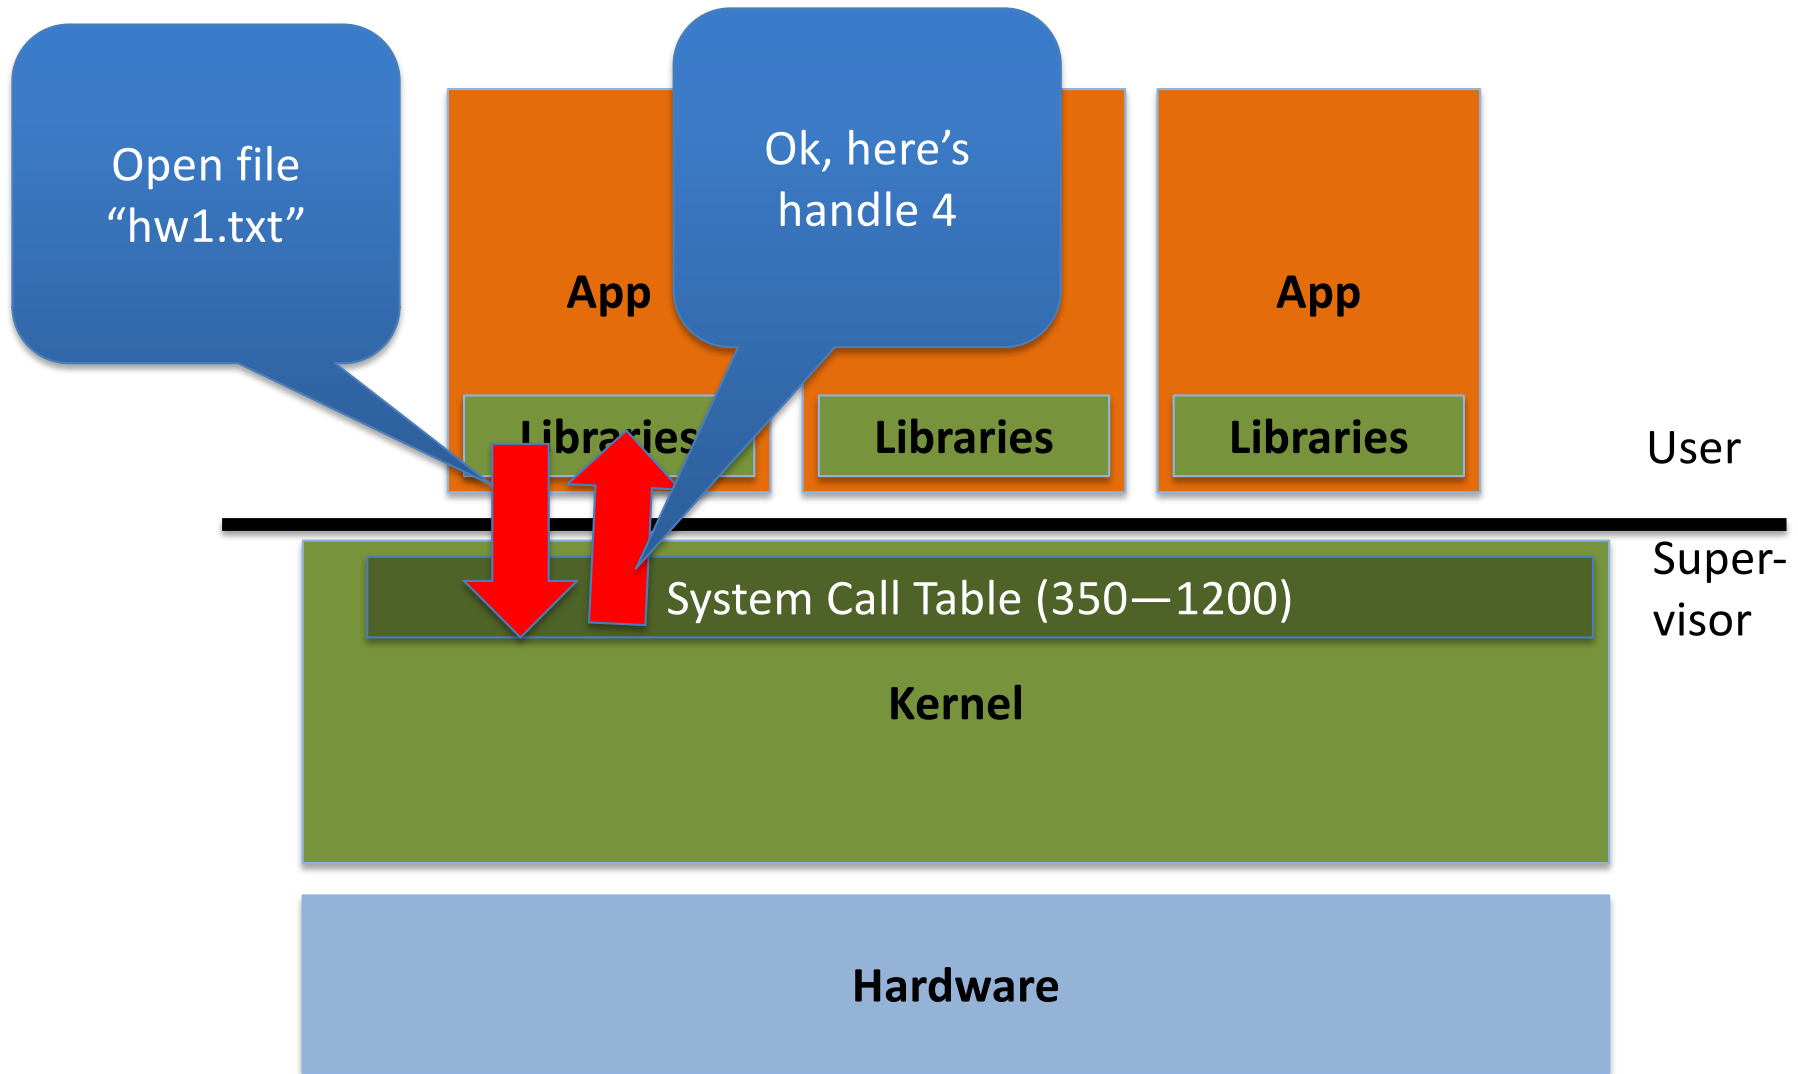 Open file
“hw1.txt”
Ok, here’s
handle 4
App
App
Libraries
Libraries
Libraries
User
Super-
visor
System Call Table (350—1200)
Kernel
Hardware